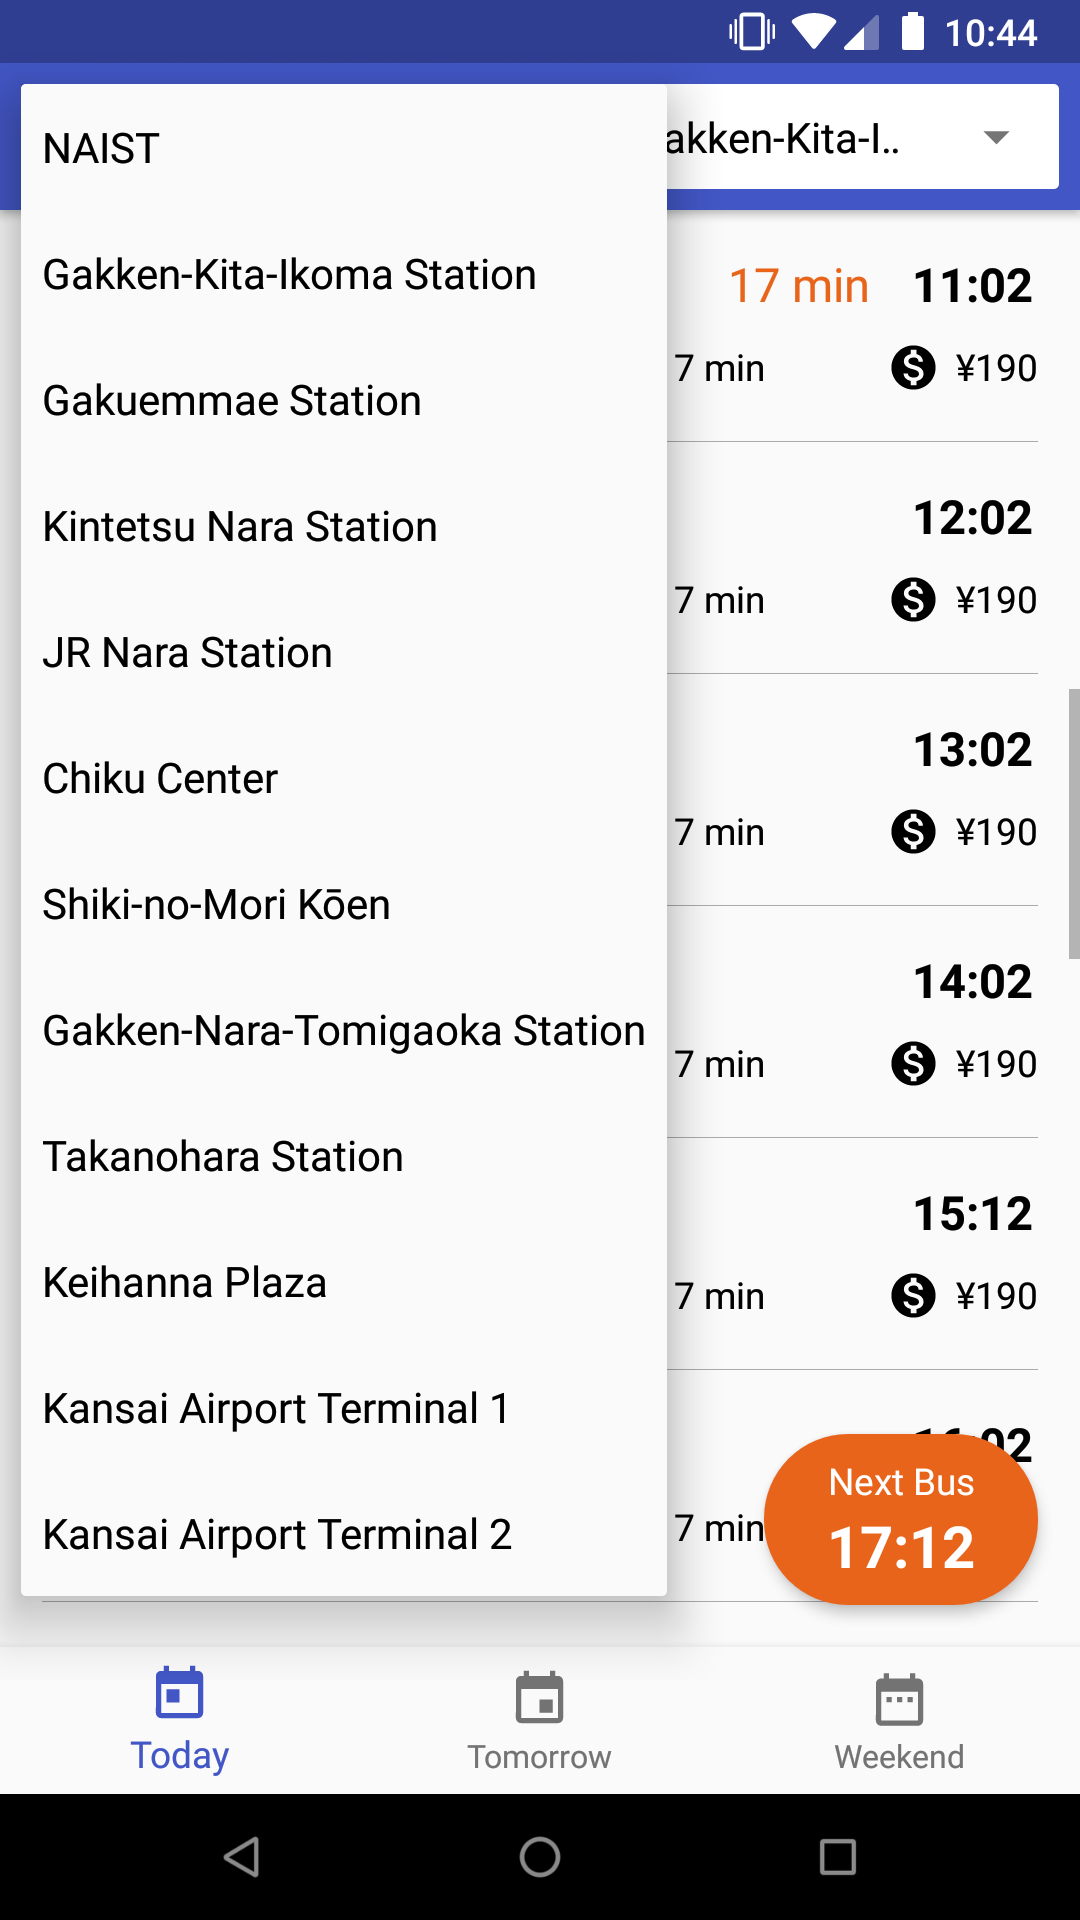 10:44
NAIST
akken-Kita-I..
Gakken-Kita-Ikoma Station
17 min 11:02
7 min ¥190
Gakuemmae Station
Kintetsu Nara Station
12:02
7 min ¥190
JR Nara Station
Chiku Center
13:02
7 min ¥190
Shiki-no-Mori Kōen
Gakken-Nara-Tomigaoka Station
14:02
7 min ¥190
Takanohara Station
Keihanna Plaza
15:12
7 min ¥190
Kansai Airport Terminal 1
Kansai Airport Terminal 2
7 min
Next Bus
17:12
Today
Tomorrow
Weekend